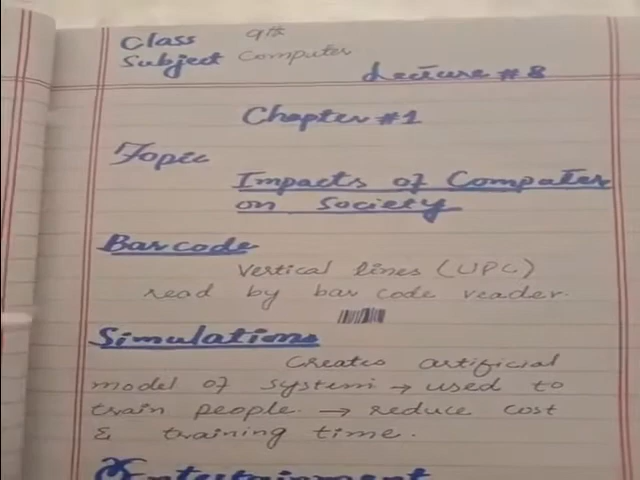 Class 9th
Subject Computer
Lecture # 8
Chapter # 1
Topic
Impacts of Computer
on Society
Barcode
Vertical lines (UPC)
read by bar code reader.
Simulations
Creates artificial
model of system → used to
train people. → reduce cost
& training time.
Entertainment